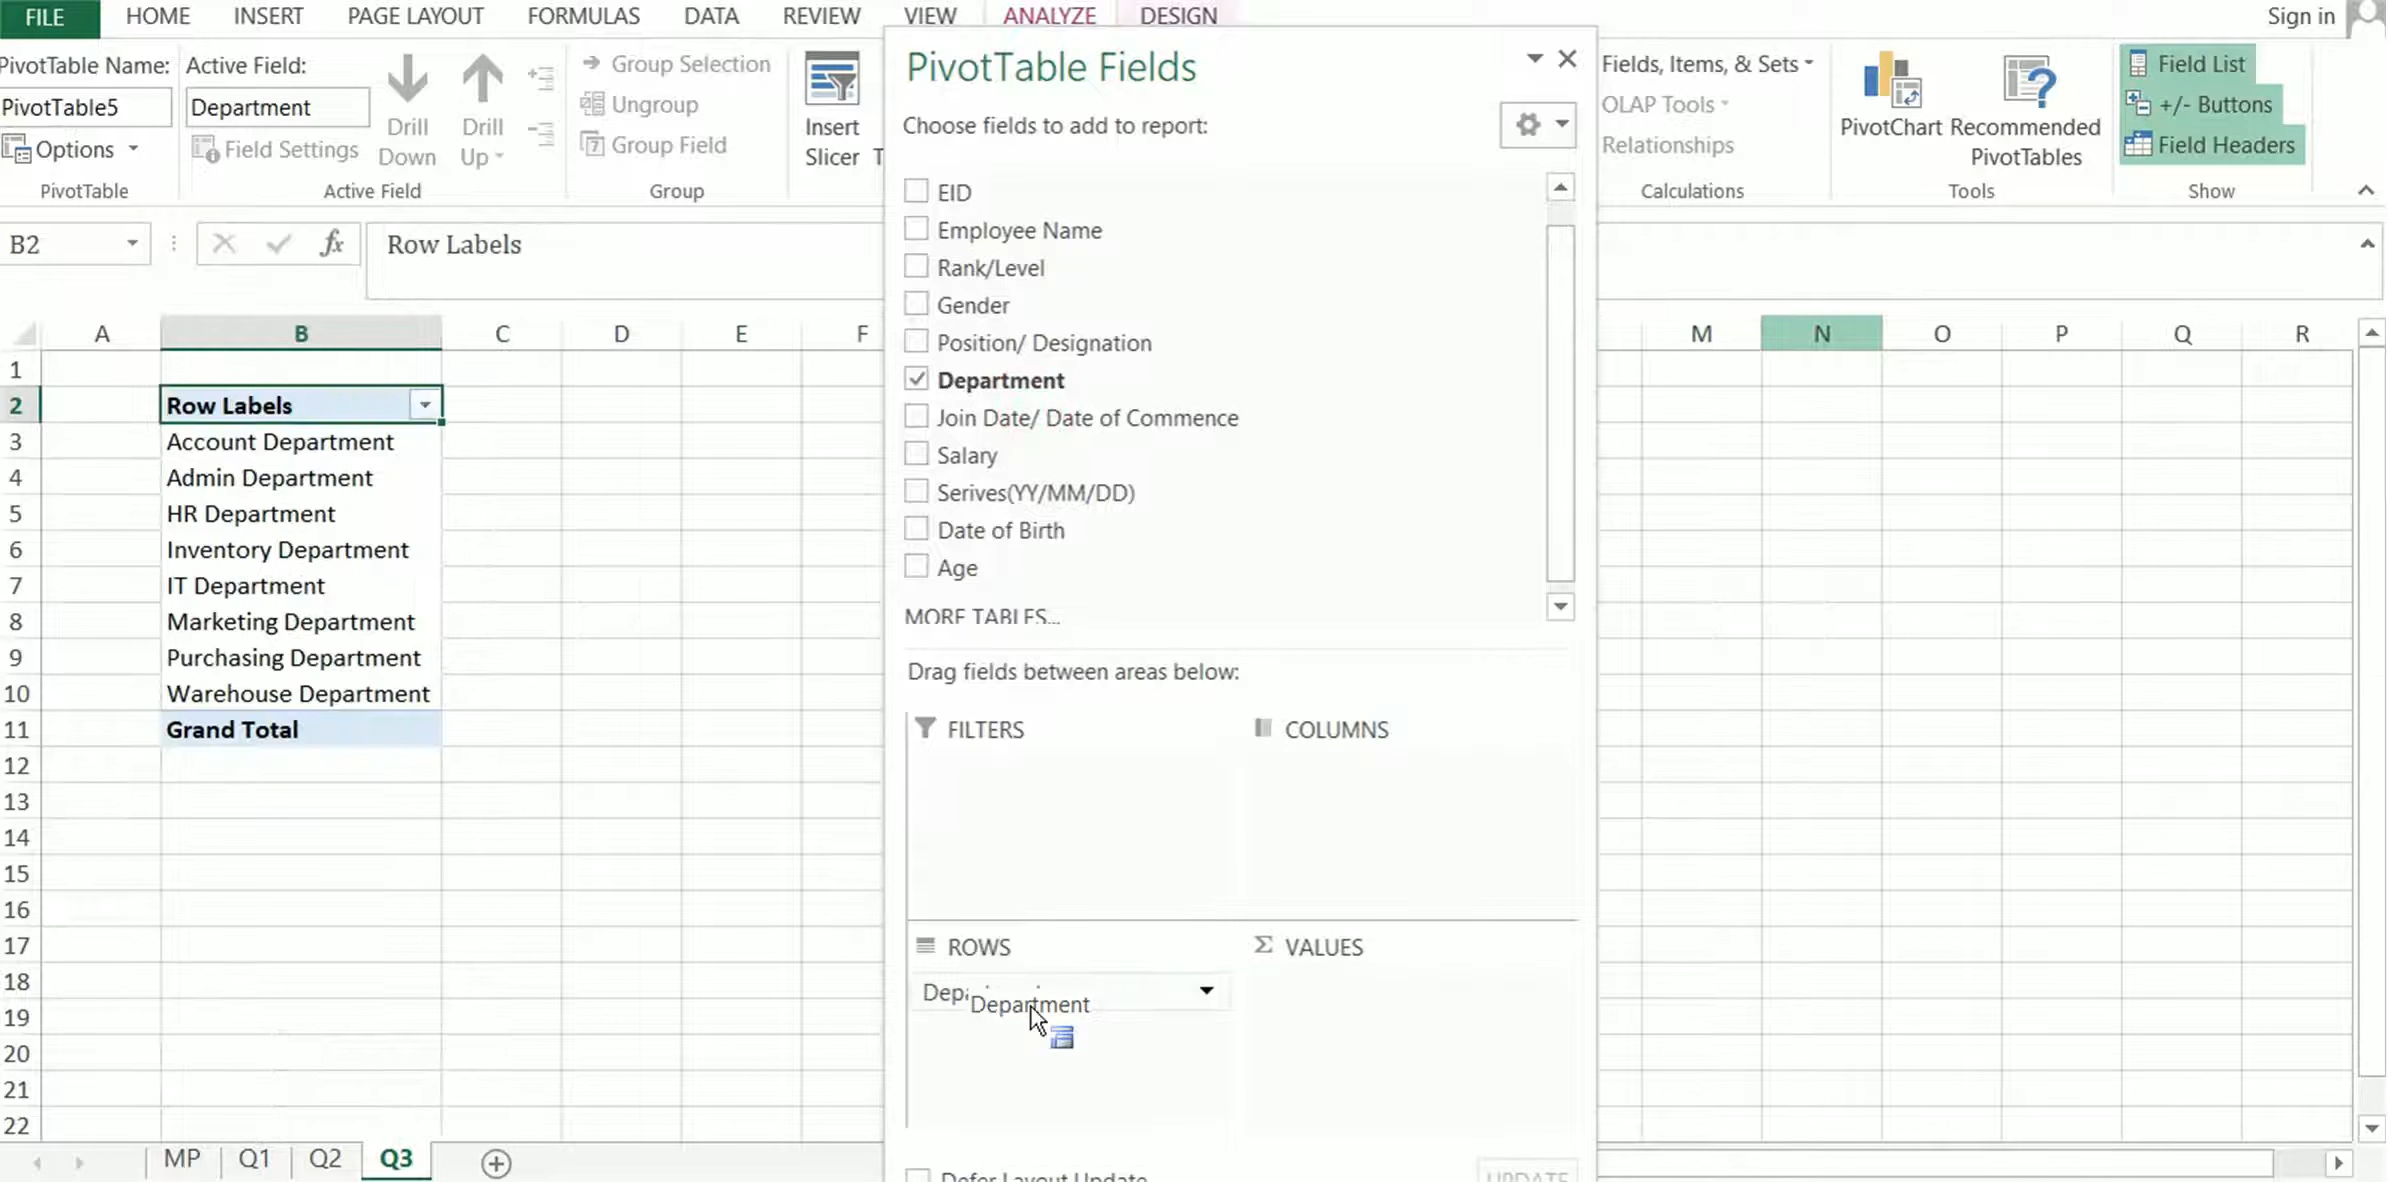 FILE HOME INSERT PAGE LAYOUT FORMULAS DATA REVIEW VIEW ANALYZE DESIGN Sign in
PivotTable Name:
PivotTable5
Options
PivotTable
Active Field:
Department
Field Settings
Drill
Down
Drill
Up
Active Field
Group Selection
Ungroup
Group Field
Group
Insert
Slicer T
Fields, Items, & Sets
OLAP Tools
Relationships
Calculations
PivotChart
Recommended
PivotTables
Tools
Field List
+/- Buttons
Field Headers
Show
B2
fx
Row Labels
A B C D E F M N O P Q R
1
2 Row Labels
3 Account Department
4 Admin Department
5 HR Department
6 Inventory Department
7 IT Department
8 Marketing Department
9 Purchasing Department
10 Warehouse Department
11 Grand Total
12
13
14
15
16
17
18
19
20
21
22
MP Q1 Q2 Q3
PivotTable Fields
Choose fields to add to report:
EID
Employee Name
Rank/Level
Gender
Position/ Designation
Department
Join Date/ Date of Commence
Salary
Serives(YY/MM/DD)
Date of Birth
Age
MORE TABLES...
Drag fields between areas below:
FILTERS
COLUMNS
ROWS
Σ VALUES
Department
Defer Layout Update
UPDATE